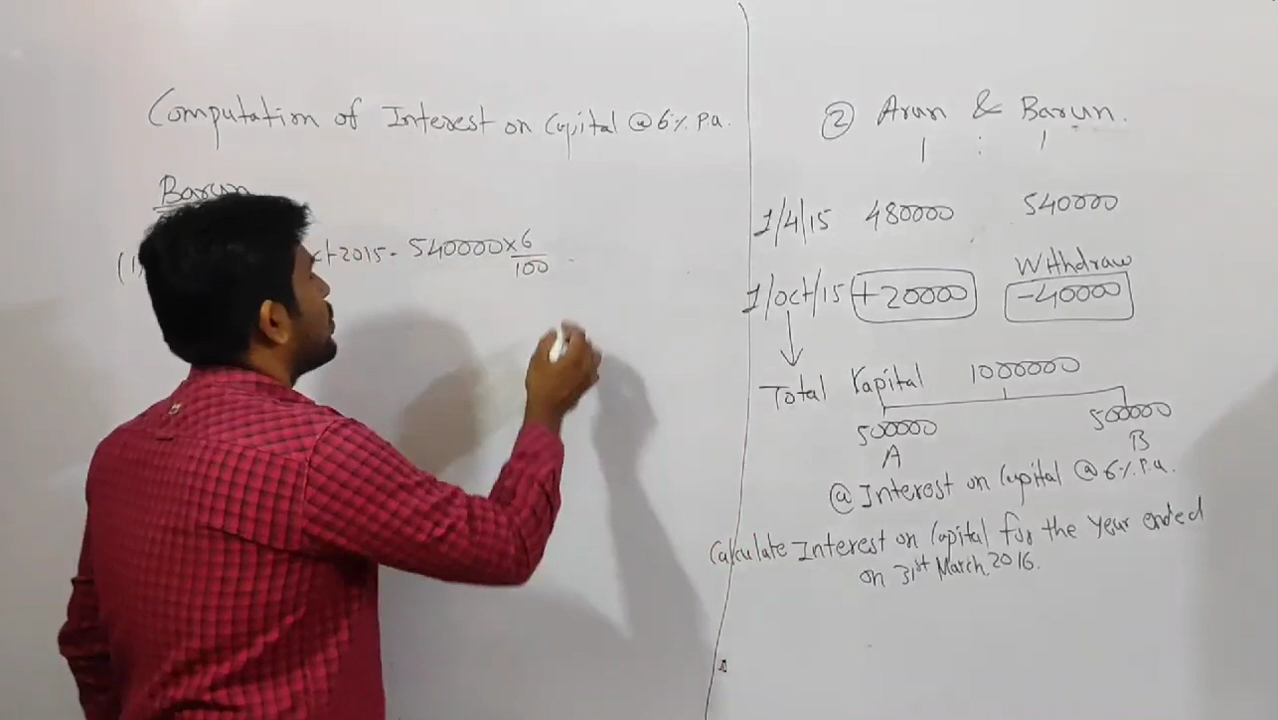 Computation of Interest on Capital @ 6% P.a.
Barun
(1) ct 2015 - 540000 × 6/100
② Arun & Barun.
1 : 1
1/4/15 480000 540000
Withdraw
1/oct/15 +20000 -40000
Total Kapital 1000000
500000 500000
A B
@ Interest on Capital @ 6% P.a.
Calculate Interest on Capital for the Year ended
on 31st March, 2016.